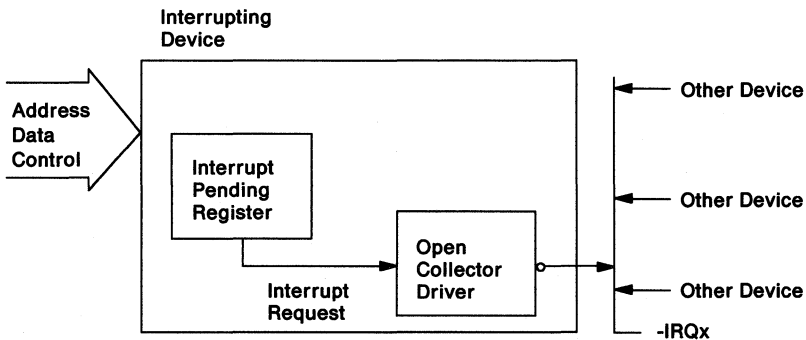 Interrupting
Device
Address
Data
Control
Interrupt
Pending
Register
Interrupt
Request
Open
Collector
Driver
Other Device
Other Device
Other Device
-IRQx